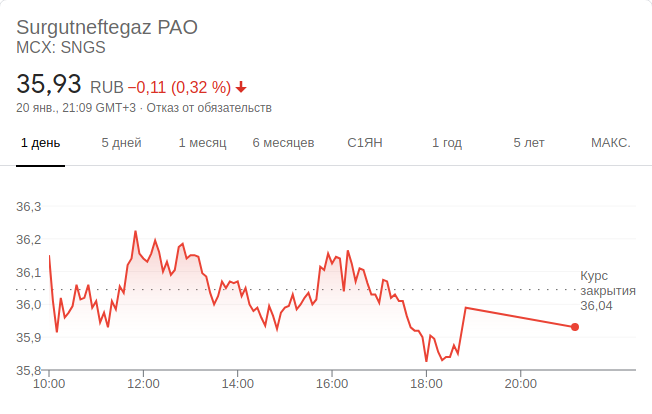 Surgutneftegaz PAO
MCX: SNGS
35,93 RUB −0,11 (0,32 %)
20 янв., 21:09 GMT+3 · Отказ от обязательств
1 день 5 дней 1 месяц 6 месяцев С1ЯН 1 год 5 лет МАКС.
36,3
36,2
36,1
36,0
35,9
35,8
Курс
закрытия
36,04
10:00 12:00 14:00 16:00 18:00 20:00